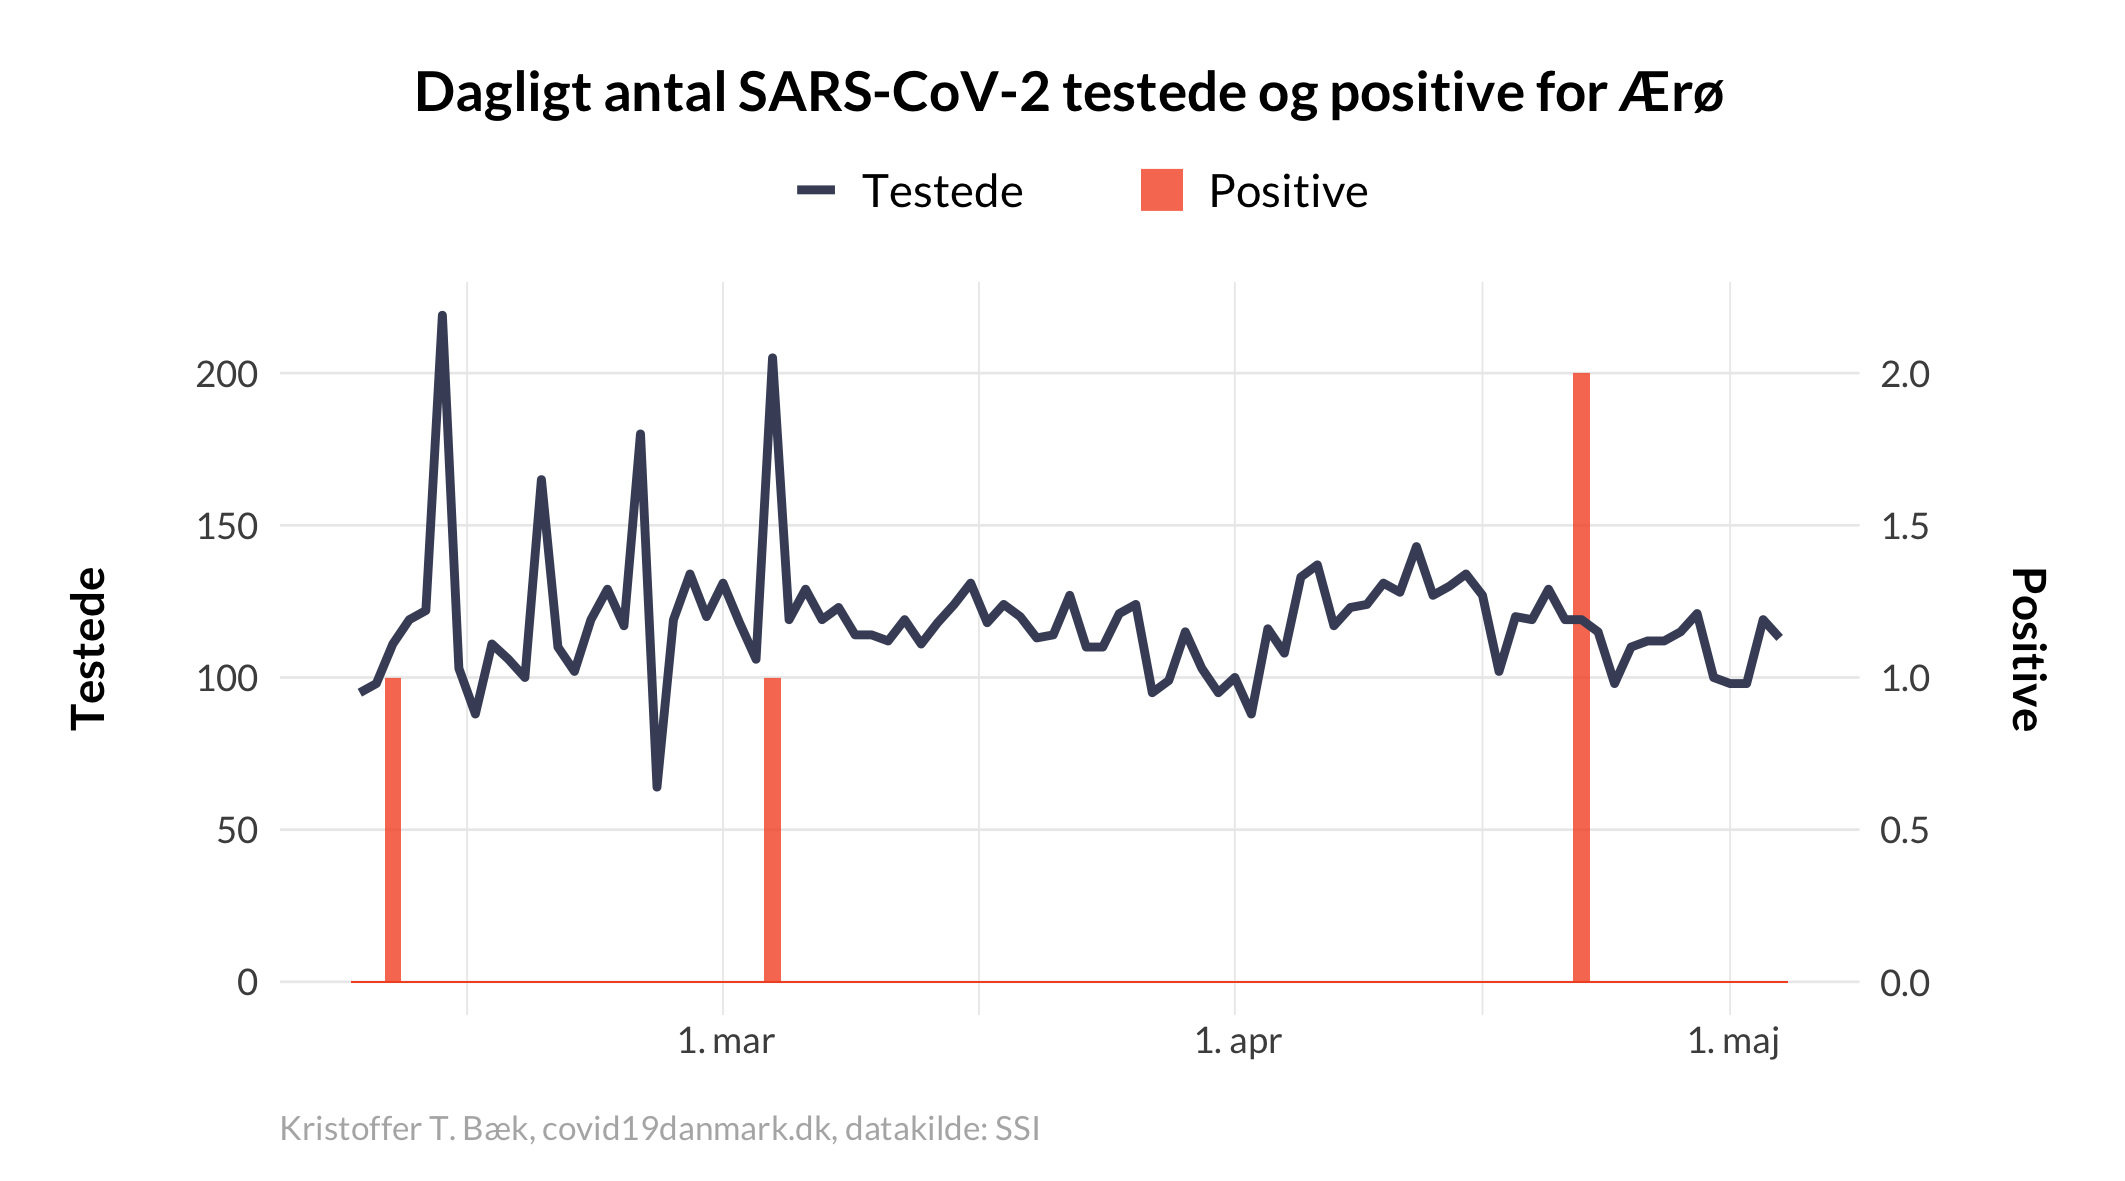 Dagligt antal SARS-CoV-2 testede og positive for Ærø
Testede Positive
200 2.0
150 1.5
100 1.0
50 0.5
0 0.0
Testede
Positive
1. mar 1. apr 1. maj
Kristoffer T. Bæk, covid19danmark.dk, datakilde: SSI